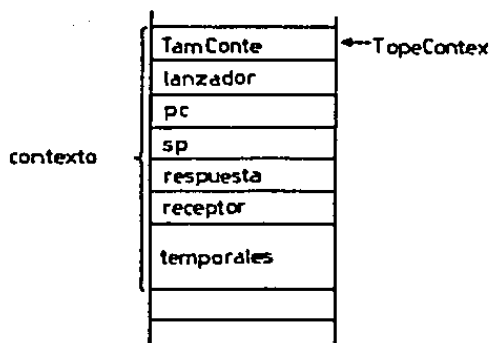 TamConte
TopeContex
lanzador
pc
contexto
sp
respuesta
receptor
temporales